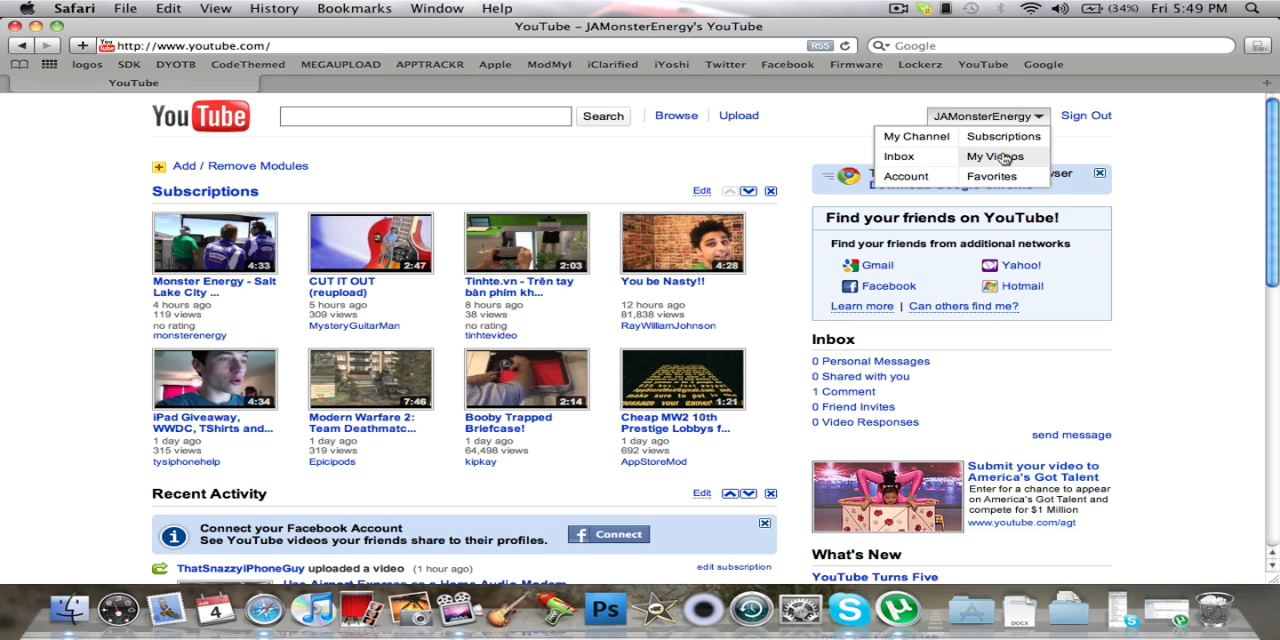 Safari File Edit View History Bookmarks Window Help (34%) Fri 5:49 PM
YouTube – JAMonsterEnergy's YouTube
http://www.youtube.com/ RSS Google
logos SDK DYOTB CodeThemed MEGAUPLOAD APPTRACKR Apple ModMyI iClarified iYoshi Twitter Facebook Firmware Lockerz YouTube Google
YouTube
YouTube Search Browse Upload JAMonsterEnergy Sign Out
My Channel Subscriptions
Inbox My Videos
Account Favorites
Add / Remove Modules
Subscriptions Edit
4:33 2:47 2:03 4:28
Monster Energy - Salt Lake City ...
4 hours ago
119 views
no rating
monsterenergy
CUT IT OUT (reupload)
5 hours ago
309 views
MysteryGuitarMan
Tinhte.vn - Trên tay bàn phím kh...
8 hours ago
38 views
no rating
tinhtevideo
You be Nasty!!
12 hours ago
81,838 views
RayWilliamJohnson
4:34 7:46 2:14 1:21
iPad Giveaway, WWDC, TShirts and...
1 day ago
315 views
tysiphonehelp
Modern Warfare 2: Team Deathmatc...
1 day ago
319 views
Epicipods
Booby Trapped Briefcase!
1 day ago
64,498 views
kipkay
Cheap MW2 10th Prestige Lobbys f...
1 day ago
692 views
AppStoreMod
Recent Activity Edit
Connect your Facebook Account
See YouTube videos your friends share to their profiles.
Connect
ThatSnazzyiPhoneGuy uploaded a video (1 hour ago) edit subscription
Find your friends on YouTube!
Find your friends from additional networks
Gmail Yahoo!
Facebook Hotmail
Learn more | Can others find me?
Inbox
0 Personal Messages
0 Shared with you
1 Comment
0 Friend Invites
0 Video Responses
send message
Submit your video to
America's Got Talent
Enter for a chance to appear
on America's Got Talent and
compete for $1 Million
www.youtube.com/agt
What's New
YouTube Turns Five
4
Ps
DOCX